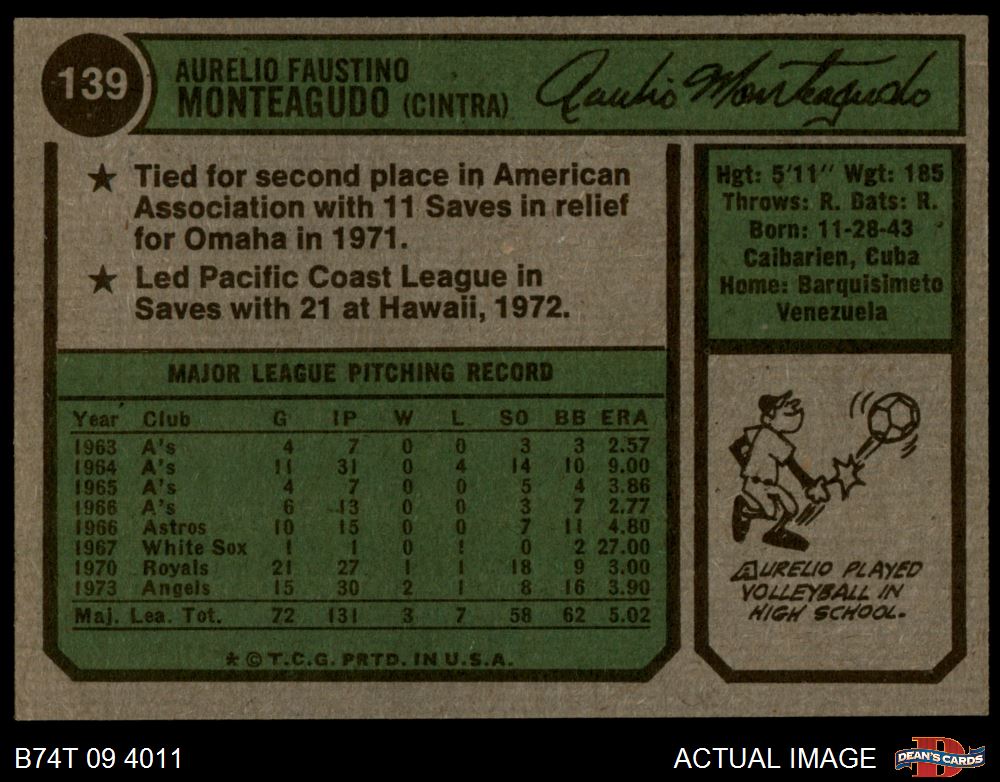 139
AURELIO FAUSTINO
MONTEAGUDO (CINTRA)
Aurelio Monteagudo
★ Tied for second place in American
Association with 11 Saves in relief
for Omaha in 1971.
★ Led Pacific Coast League in
Saves with 21 at Hawaii, 1972.
Hgt: 5'11" Wgt: 185
Throws: R. Bats: R.
Born: 11-28-43
Caibarien, Cuba
Home: Barquisimeto
Venezuela
MAJOR LEAGUE PITCHING RECORD
Year Club G IP W L SO BB ERA
1963 A's 4 7 0 0 3 3 2.57
1964 A's 11 31 0 4 14 10 9.00
1965 A's 4 7 0 0 5 4 3.86
1966 A's 6 13 0 0 3 7 2.77
1966 Astros 10 15 0 0 7 11 4.80
1967 White Sox 1 1 0 1 0 2 27.00
1970 Royals 21 27 1 1 18 9 3.00
1973 Angels 15 30 2 1 8 16 3.90
Maj. Lea. Tot. 72 131 3 7 58 62 5.02
* © T.C.G. PRTD. IN U.S.A.
AURELIO PLAYED
VOLLEYBALL IN
HIGH SCHOOL.
B74T 09 4011
ACTUAL IMAGE
DEAN'S CARDS